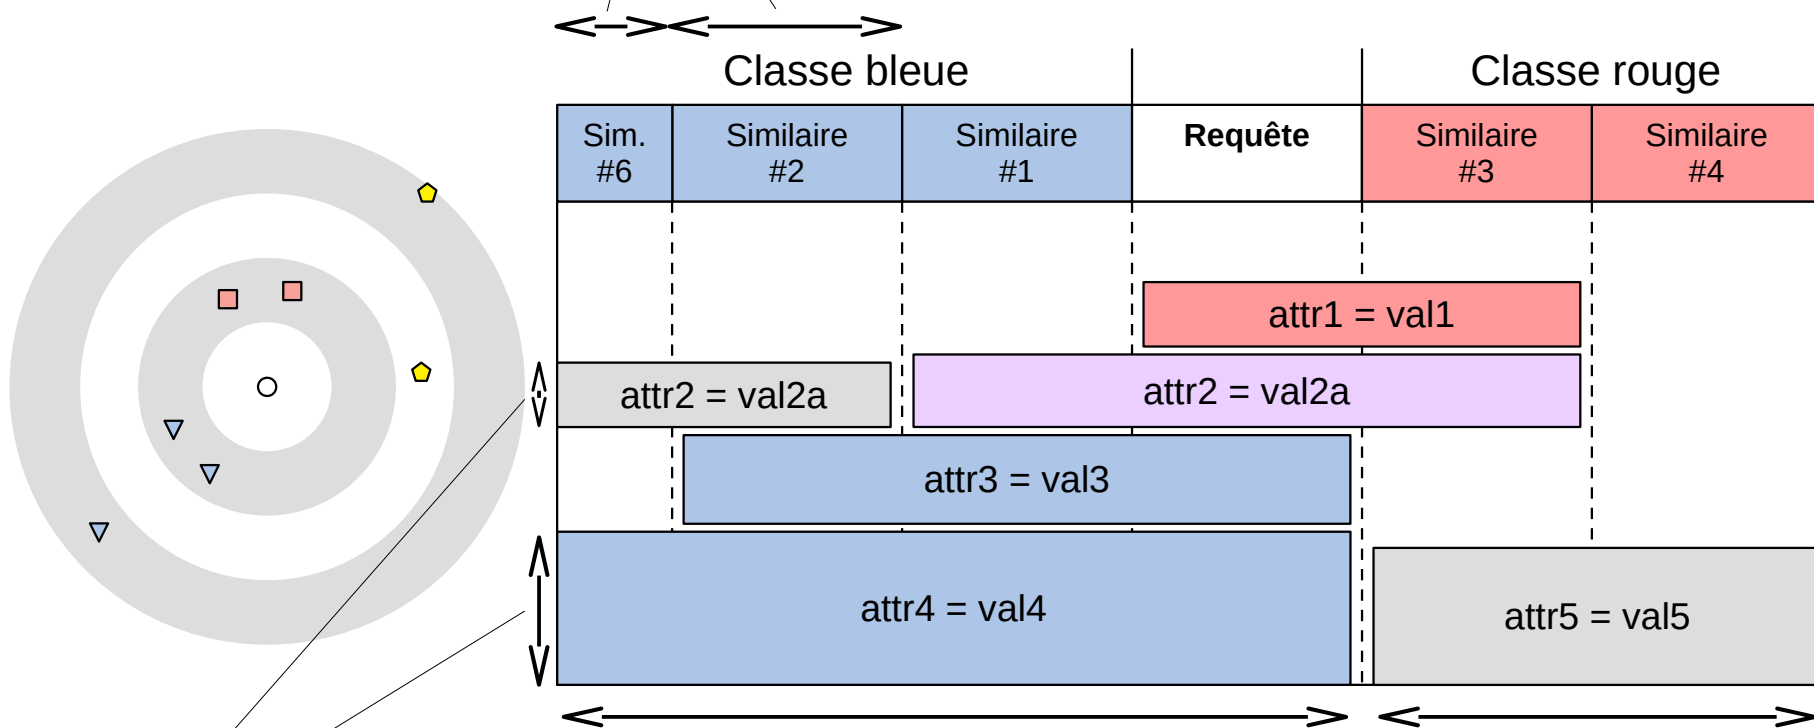 Classe bleue
Classe rouge
Sim.
#6
Similaire
#2
Similaire
#1
Requête
Similaire
#3
Similaire
#4
attr1 = val1
attr2 = val2a
attr2 = val2a
attr3 = val3
attr4 = val4
attr5 = val5